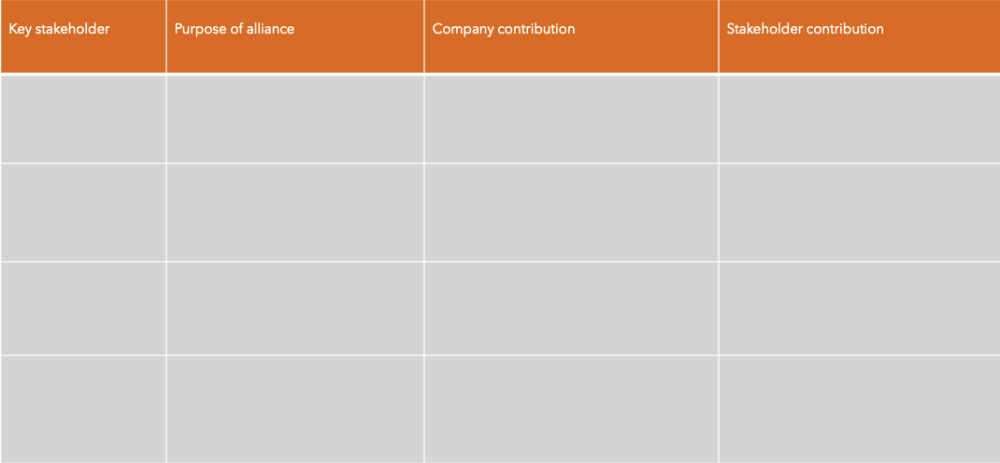 Key stakeholder
Purpose of alliance
Company contribution
Stakeholder contribution